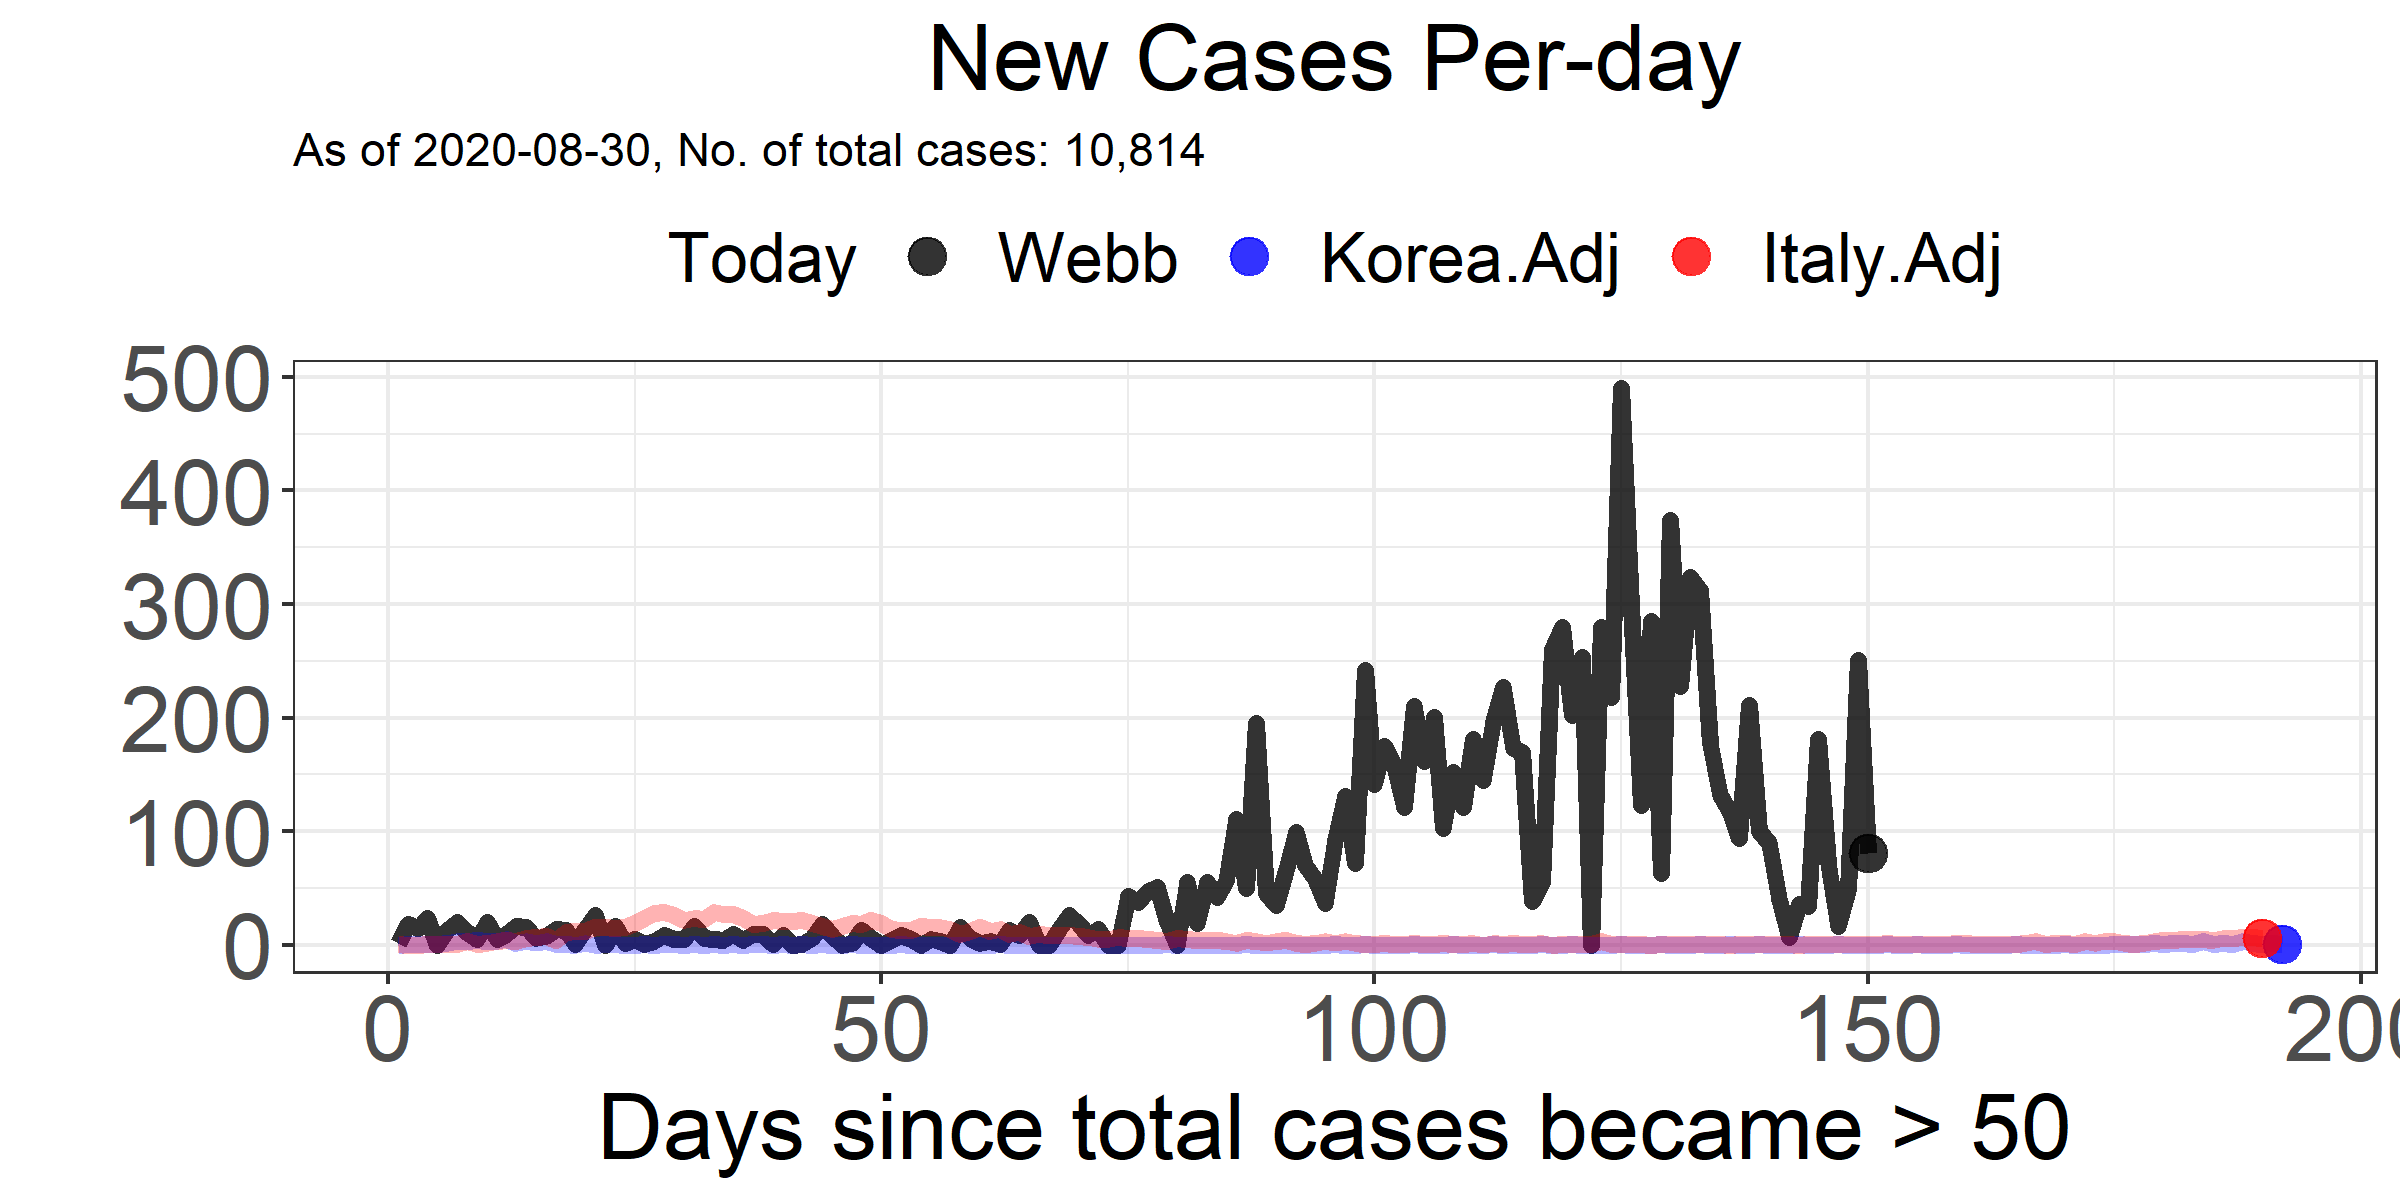 New Cases Per-day
As of 2020-08-30, No. of total cases: 10,814
Today Webb Korea.Adj Italy.Adj
500
400
300
200
100
0
0 50 100 150 200
Days since total cases became > 50